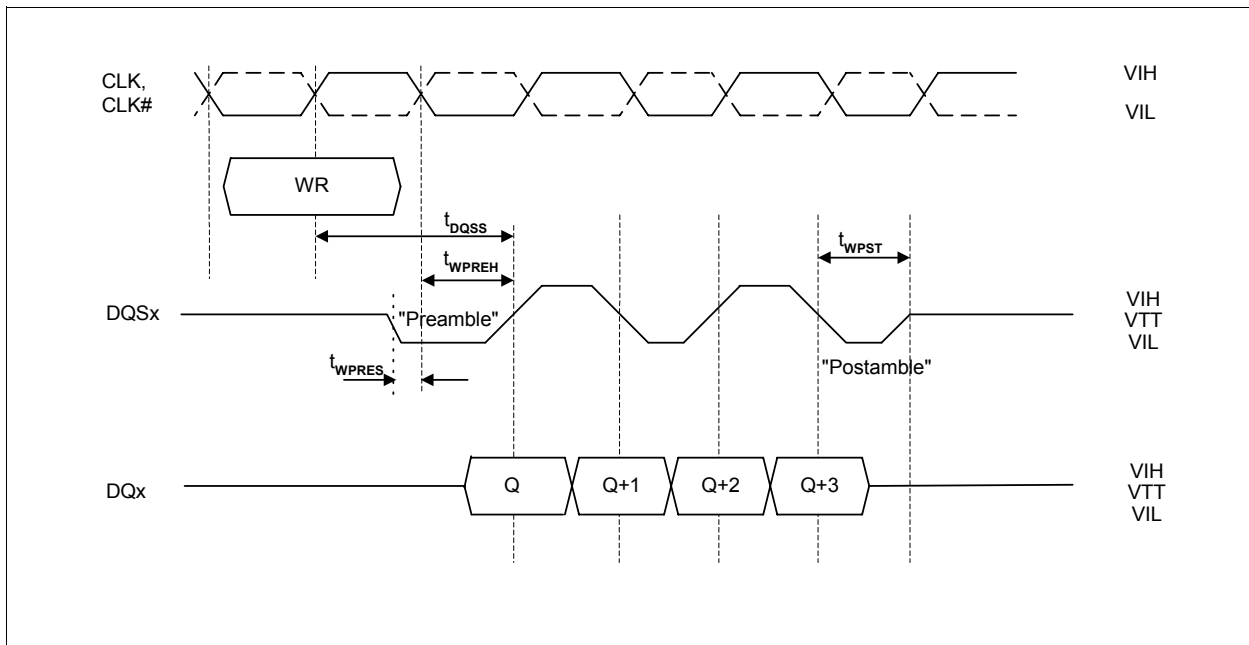 CLK,
CLK#
VIH
VIL
WR
tDQSS
tWPREH
tWPST
DQSx
"Preamble"
VIH
VTT
VIL
tWPRES
"Postamble"
DQx
Q
Q+1
Q+2
Q+3
VIH
VTT
VIL